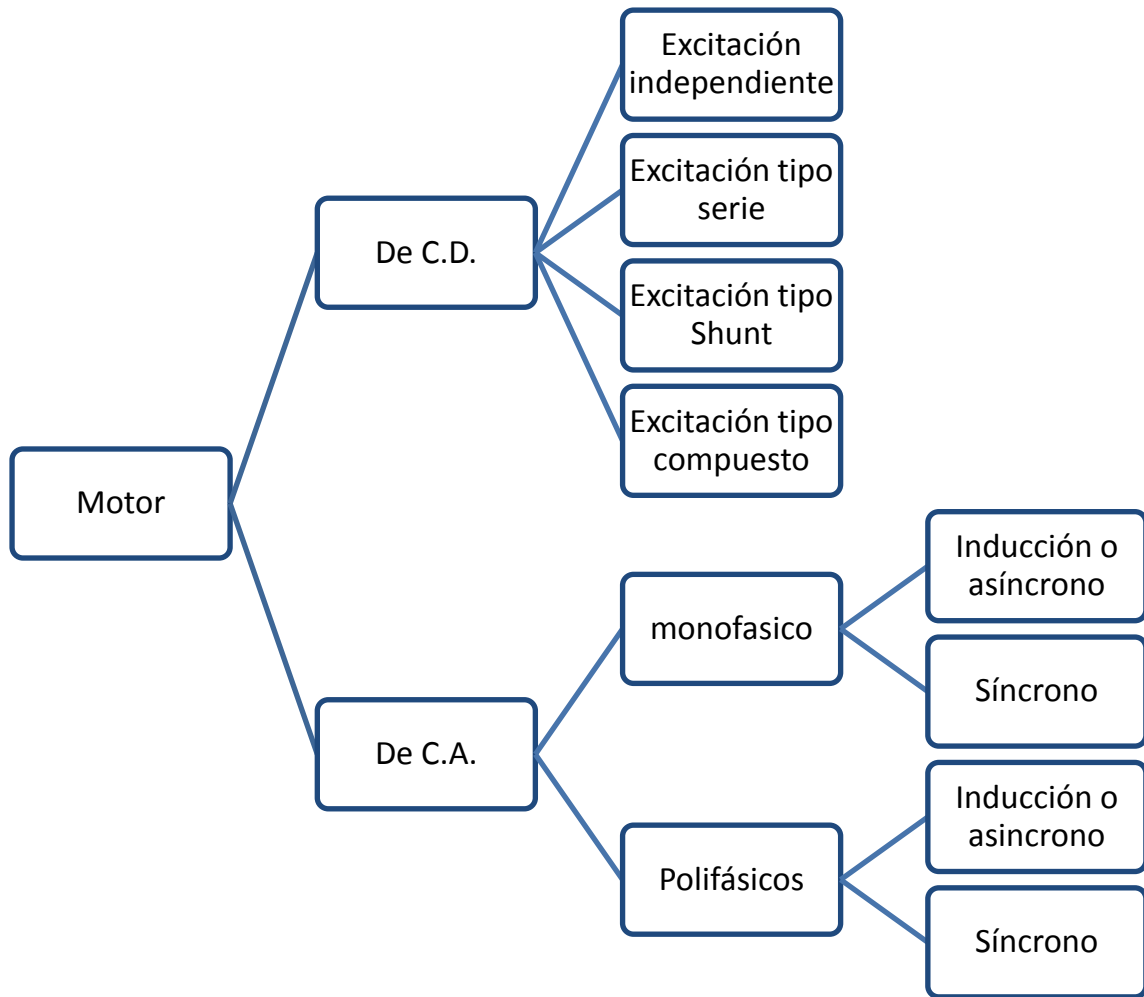 Motor
De C.D.
Excitación
independiente
Excitación tipo
serie
Excitación tipo
Shunt
Excitación tipo
compuesto
De C.A.
monofasico
Inducción o
asíncrono
Síncrono
Polifásicos
Inducción o
asincrono
Síncrono